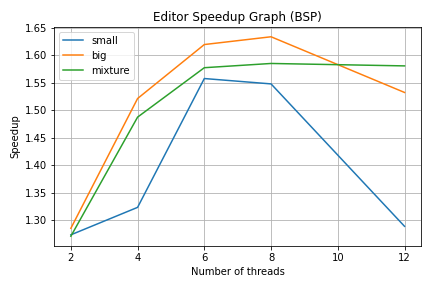 Editor Speedup Graph (BSP)
small
big
mixture
1.65
1.60
1.55
1.50
1.45
1.40
1.35
1.30
Speedup
2 4 6 8 10 12
Number of threads